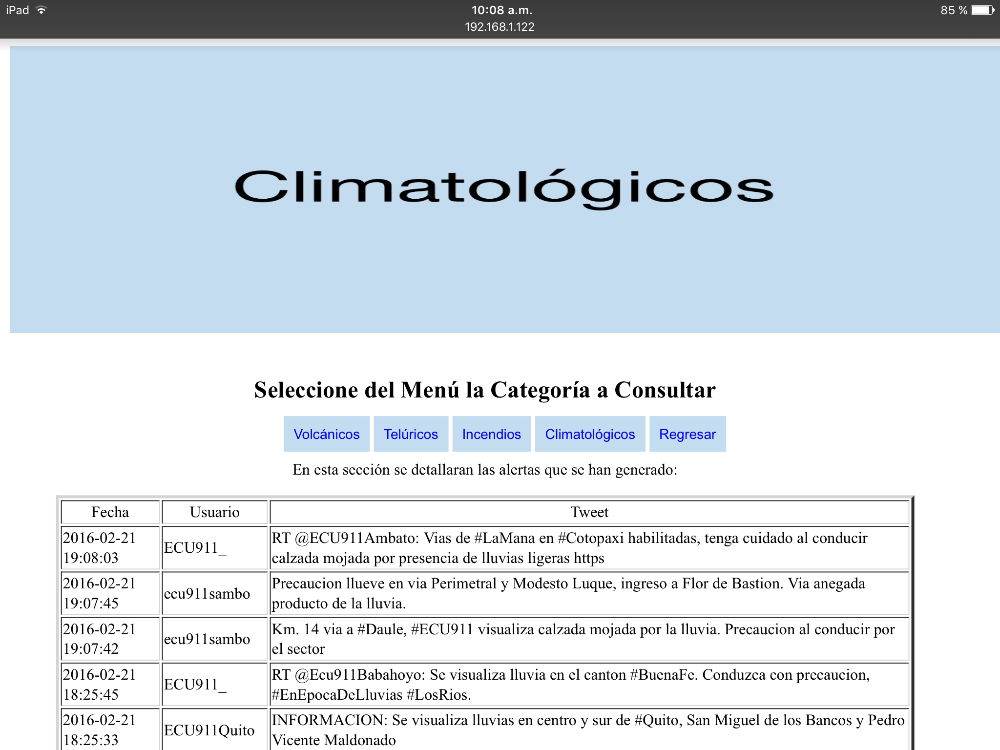 iPad 10:08 a.m. 85 %
192.168.1.122
Climatológicos
Seleccione del Menú la Categoría a Consultar
Volcánicos Telúricos Incendios Climatológicos Regresar
En esta sección se detallaran las alertas que se han generado:
Fecha Usuario Tweet
2016-02-21 19:08:03 ECU911_ RT @ECU911Ambato: Vias de #LaMana en #Cotopaxi habilitadas, tenga cuidado al conducir
calzada mojada por presencia de lluvias ligeras https
2016-02-21 19:07:45 ecu911sambo Precaucion llueve en via Perimetral y Modesto Luque, ingreso a Flor de Bastion. Via anegada
producto de la lluvia.
2016-02-21 19:07:42 ecu911sambo Km. 14 via a #Daule, #ECU911 visualiza calzada mojada por la lluvia. Precaucion al conducir por
el sector
2016-02-21 18:25:45 ECU911_ RT @Ecu911Babahoyo: Se visualiza lluvia en el canton #BuenaFe. Conduzca con precaucion,
#EnEpocaDeLluvias #LosRios.
2016-02-21 18:25:33 ECU911Quito INFORMACION: Se visualiza lluvias en centro y sur de #Quito, San Miguel de los Bancos y Pedro
Vicente Maldonado